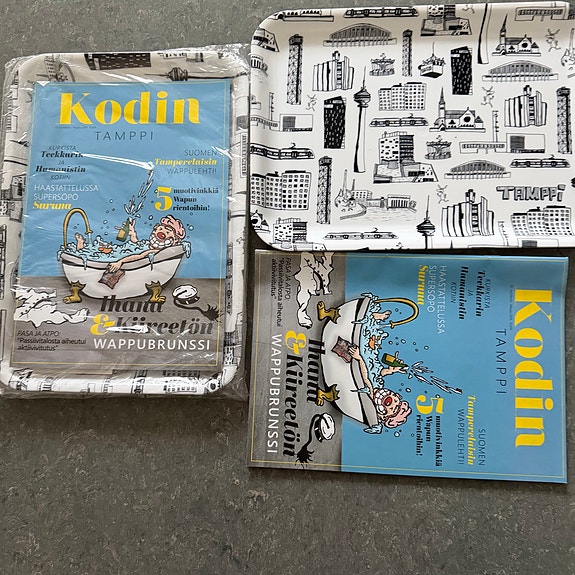 Kodin
TAMPPI
KURKISTA
Teekkarin
JA
Humanistin
KOTIIN
HAASTATTELUSSA
SUPERSÖPÖ
Suruna
SUOMEN
Tamperelaisin
WAPPULEHTI!
5 muotivinkkiä
Wapun
rientoihin!
Ihana
& Kiireetön
WAPPUBRUNSSI
PASA JA ATPO:
"Passiivitalosta aiheutui
aktiivivitutus"
TAMPPI
Kodin
TAMPPI
KURKISTA
Teekkarin
JA
Humanistin
KOTIIN
HAASTATTELUSSA
SUPERSÖPÖ
Suruna
SUOMEN
Tamperelaisin
WAPPULEHTI!
5 muotivinkkiä
Wapun
rientoihin!
Ihana
& Kiireetön
WAPPUBRUNSSI
PASA JA ATPO:
"Passiivitalosta aiheutui
aktiivivitutus"